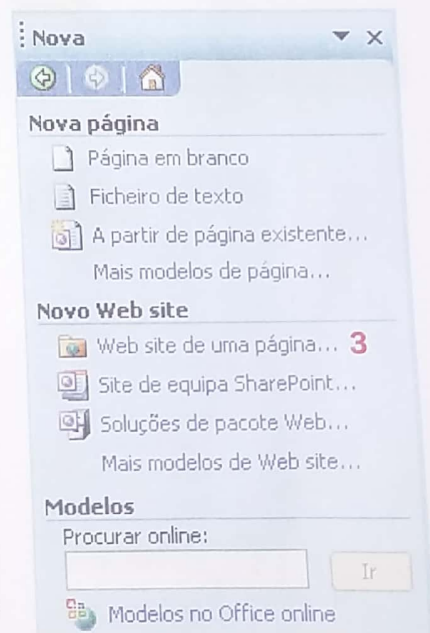 Nova
Nova página
Página em branco
Ficheiro de texto
A partir de página existente...
Mais modelos de página...
Novo Web site
Web site de uma página... 3
Site de equipa SharePoint...
Soluções de pacote Web...
Mais modelos de Web site...
Modelos
Procurar online:
Ir
Modelos no Office online